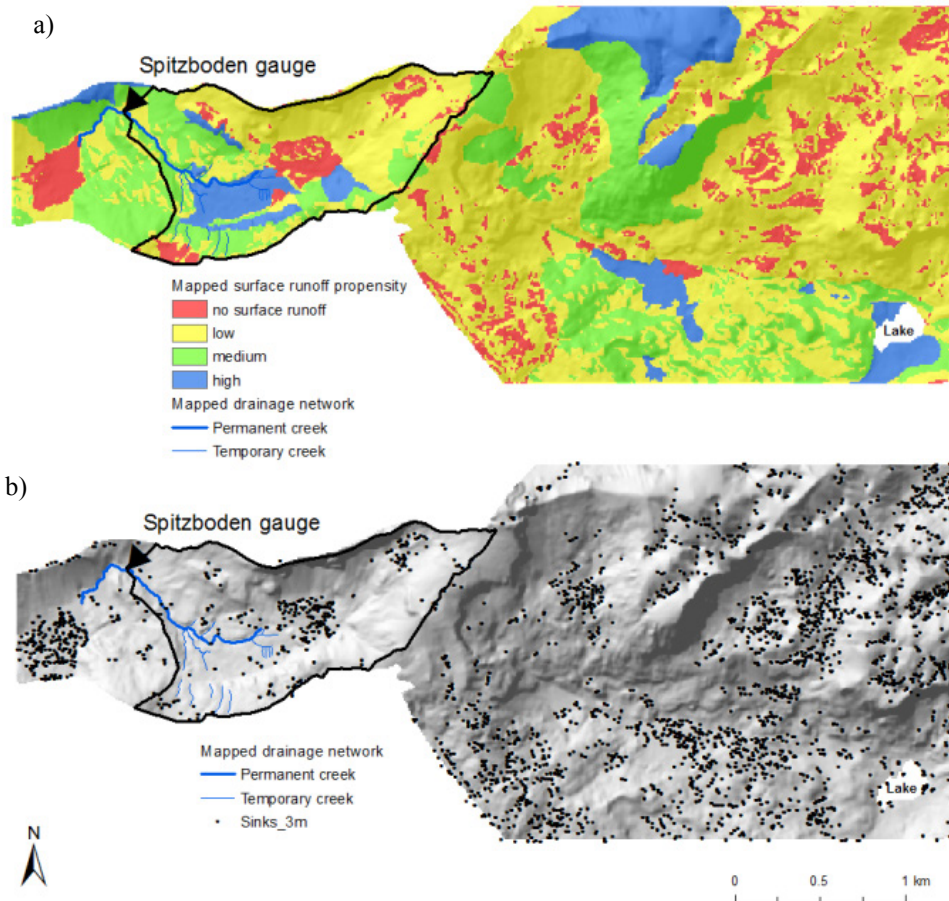 a)
Spitzboden gauge
Mapped surface runoff propensity
no surface runoff
low
medium
high
Mapped drainage network
Permanent creek
Temporary creek
Lake
b)
Spitzboden gauge
Mapped drainage network
Permanent creek
Temporary creek
Sinks_3m
Lake
N
0 0.5 1 km